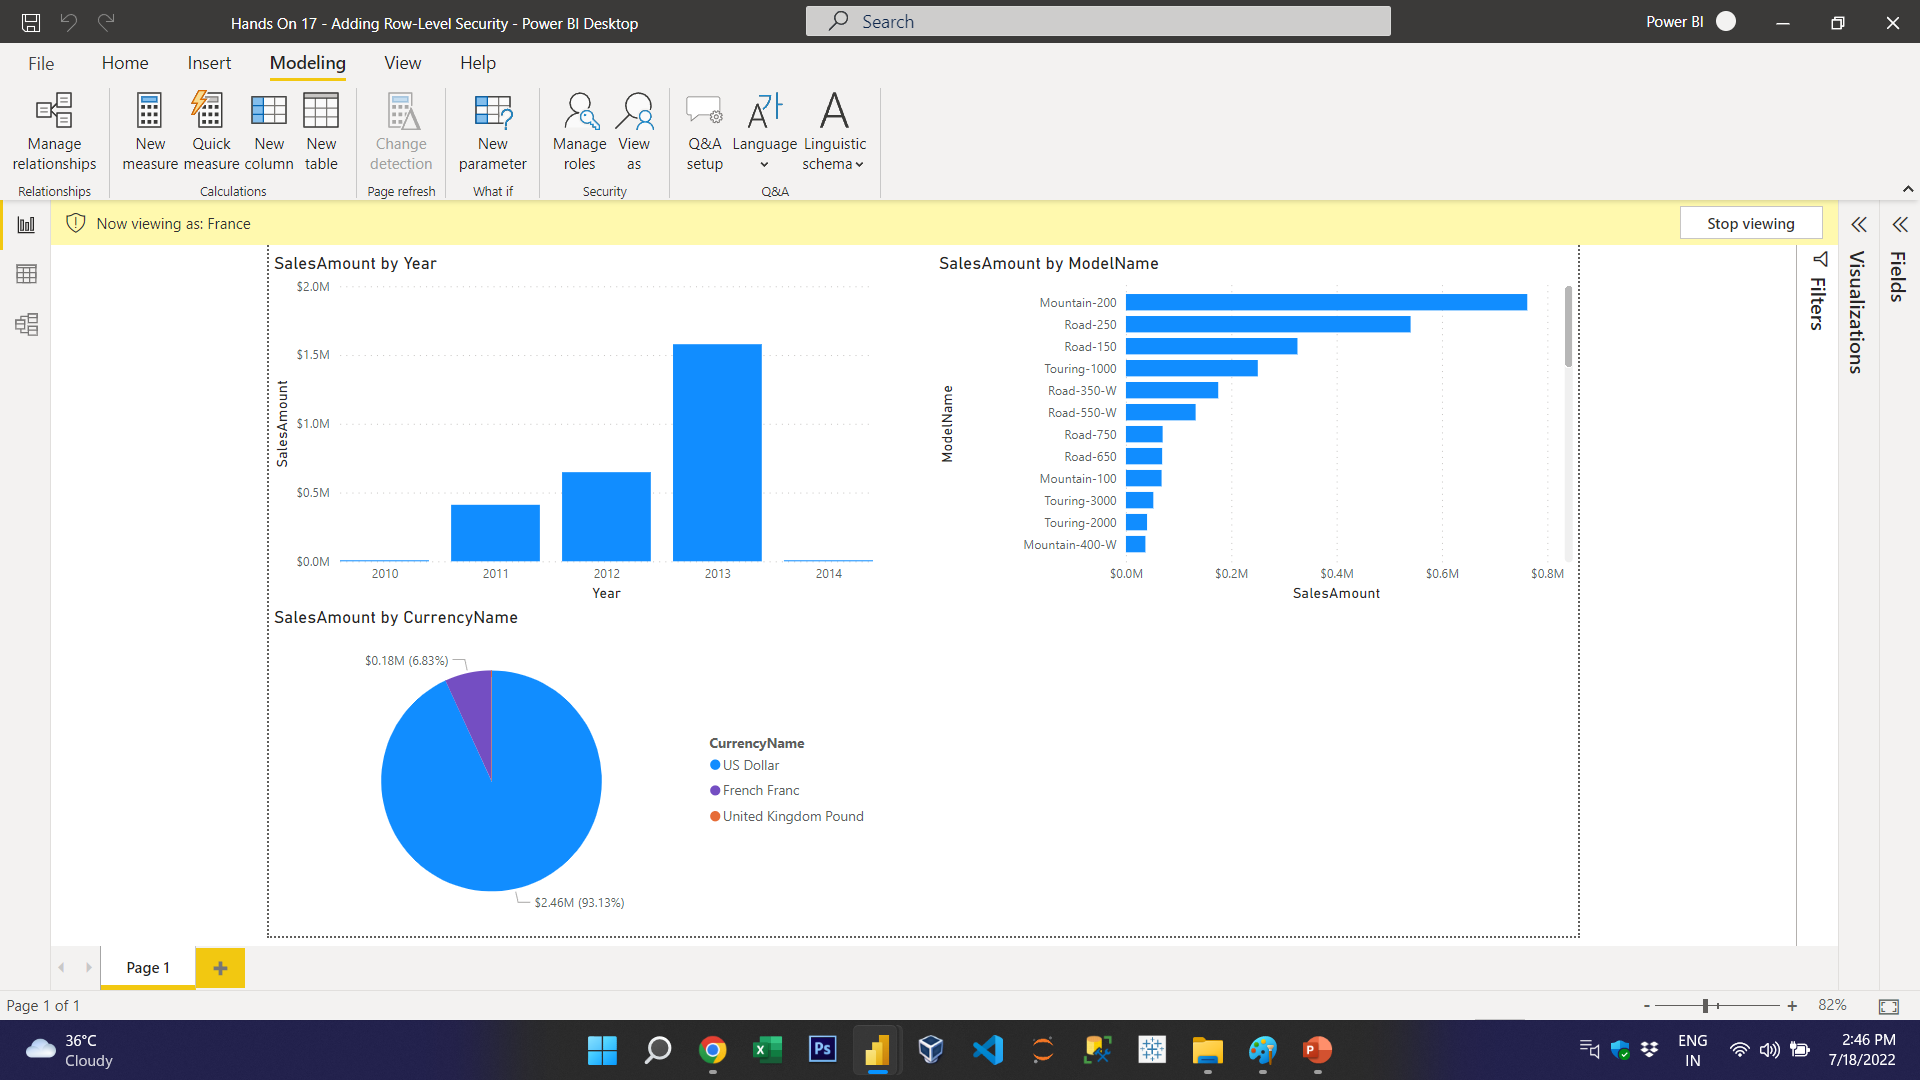 Hands On 17 - Adding Row-Level Security - Power BI Desktop
Search
Power BI
File Home Insert Modeling View Help
Manage relationships
New measure
Quick measure
New column
New table
Change detection
New parameter
Manage roles
View as
Q&A setup
Language
Linguistic schema
Relationships
Calculations
Page refresh
What if
Security
Q&A
Now viewing as: France
Stop viewing
Filters
Visualizations
Fields
SalesAmount by Year
$2.0M
$1.5M
$1.0M
$0.5M
$0.0M
SalesAmount
2010 2011 2012 2013 2014
Year
SalesAmount by ModelName
ModelName
Mountain-200
Road-250
Road-150
Touring-1000
Road-350-W
Road-550-W
Road-750
Road-650
Mountain-100
Touring-3000
Touring-2000
Mountain-400-W
$0.0M $0.2M $0.4M $0.6M $0.8M
SalesAmount
SalesAmount by CurrencyName
$0.18M (6.83%)
$2.46M (93.13%)
CurrencyName
US Dollar
French Franc
United Kingdom Pound
Page 1
Page 1 of 1
- + 82%
36°C
Cloudy
Ps
P
ENG
IN
2:46 PM
7/18/2022